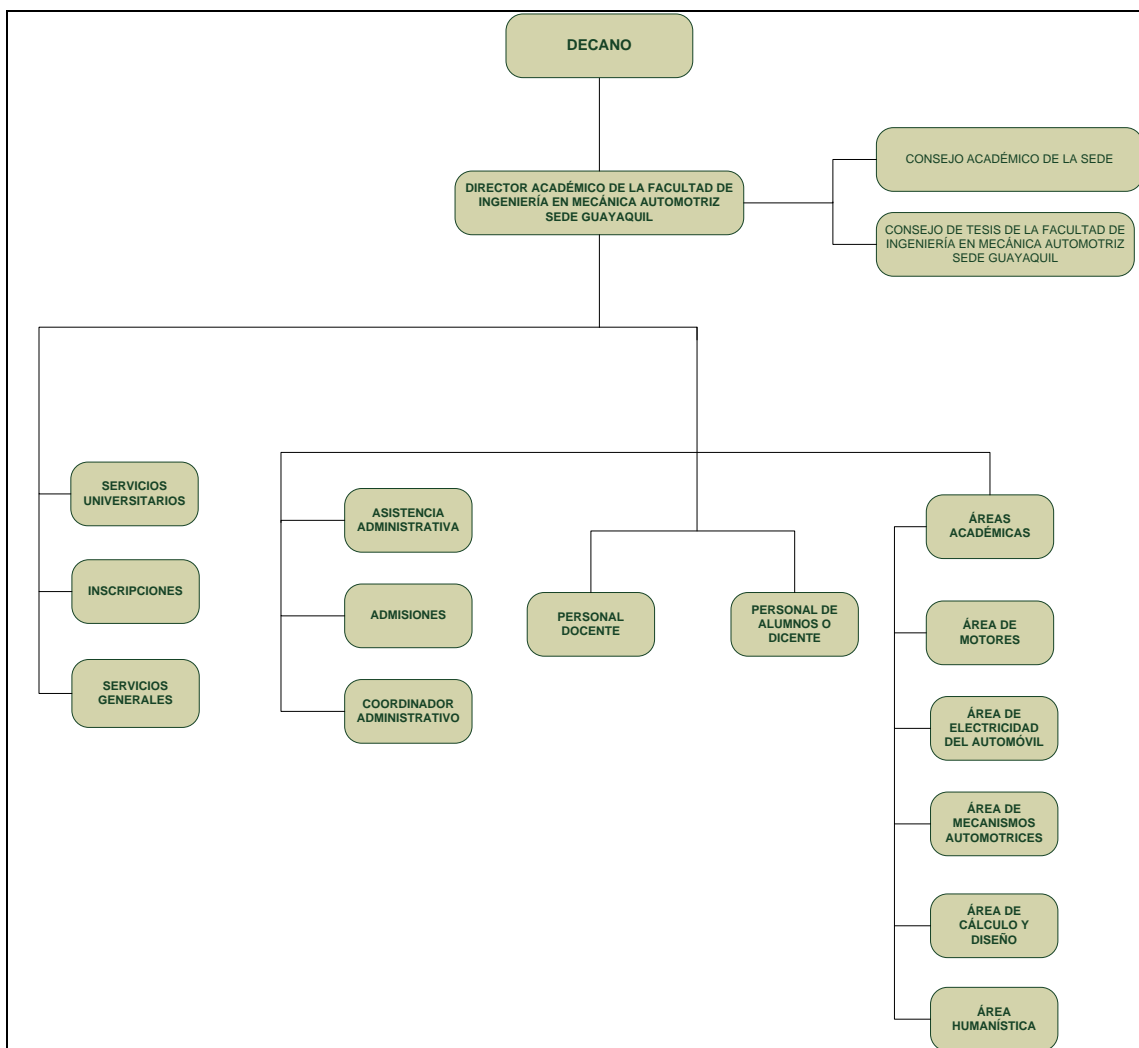 DECANO
DIRECTOR ACADÉMICO DE LA FACULTAD DE
INGENIERÍA EN MECÁNICA AUTOMOTRIZ
SEDE GUAYAQUIL
CONSEJO ACADÉMICO DE LA SEDE
CONSEJO DE TESIS DE LA FACULTAD DE
INGENIERÍA EN MECÁNICA AUTOMOTRIZ
SEDE GUAYAQUIL
SERVICIOS
UNIVERSITARIOS
INSCRIPCIONES
SERVICIOS
GENERALES
ASISTENCIA
ADMINISTRATIVA
ADMISIONES
COORDINADOR
ADMINISTRATIVO
PERSONAL
DOCENTE
PERSONAL DE
ALUMNOS O
DICENTE
ÁREAS
ACADÉMICAS
ÁREA DE
MOTORES
ÁREA DE
ELECTRICIDAD
DEL AUTOMÓVIL
ÁREA DE
MECANISMOS
AUTOMOTRICES
ÁREA DE
CÁLCULO Y
DISEÑO
ÁREA
HUMANÍSTICA